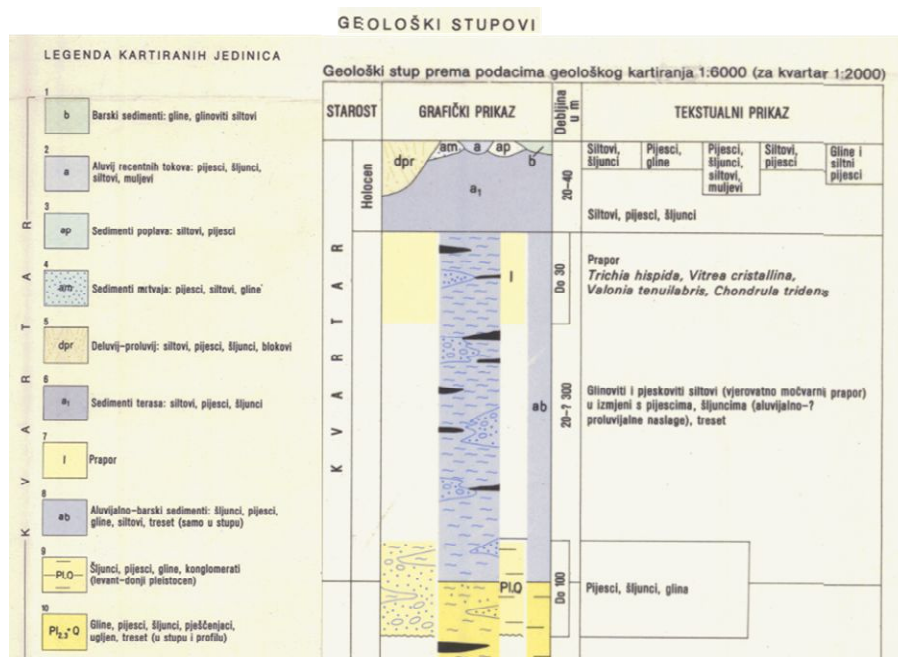 GEOLOŠKI STUPOVI
LEGENDA KARTIRANIH JEDINICA
1
b
Barski sedimenti: gline, glinoviti siltovi
2
a
Aluvij recentnih tokova: pijesci, šljunci,
siltovi, muljevi
3
ap
Sedimenti poplava: siltovi, pijesci
4
am
Sedimenti mrtvaja: pijesci, siltovi, gline
5
dpr
Deluvij-proluvij: siltovi, pijesci, šljunci, blokovi
6
a1
Sedimenti terasa: siltovi, pijesci, šljunci
7
l
Prapor
8
ab
Aluvijalno-barski sedimenti: šljunci, pijesci,
gline, siltovi, treset (samo u stupu)
9
Pl,Q
Šljunci, pijesci, gline, konglomerati
(levant-donji pleistocen)
10
Pl2,3+Q
Gline, pijesci, šljunci, pješčenjaci,
ugljen, treset (u stupu i profilu)
KVARTAR
Geološki stup prema podacima geološkog kartiranja 1:6000 (za kvartar 1:2000)
STAROST
GRAFIČKI PRIKAZ
Debljina
u m
TEKSTUALNI PRIKAZ
KVARTAR
Holocen
dpr
am
a
ap
b
a1
20-40
Siltovi,
šljunci
Pijesci,
gline
Pijesci,
šljunci,
siltovi,
muljevi
Siltovi,
pijesci
Gline i
siltni
pijesci
Siltovi, pijesci, šljunci
l
Do 30
Prapor
Trichia hispida, Vitrea cristallina,
Valonia tenuilabris, Chondrula tridens
ab
20-? 300
Glinoviti i pjeskoviti siltovi (vjerovatno močvarni prapor)
u izmjeni s pijescima, šljuncima (aluvijalno-?
proluvijalne naslage), treset
Pl,Q
Do 100
Pijesci, šljunci, glina